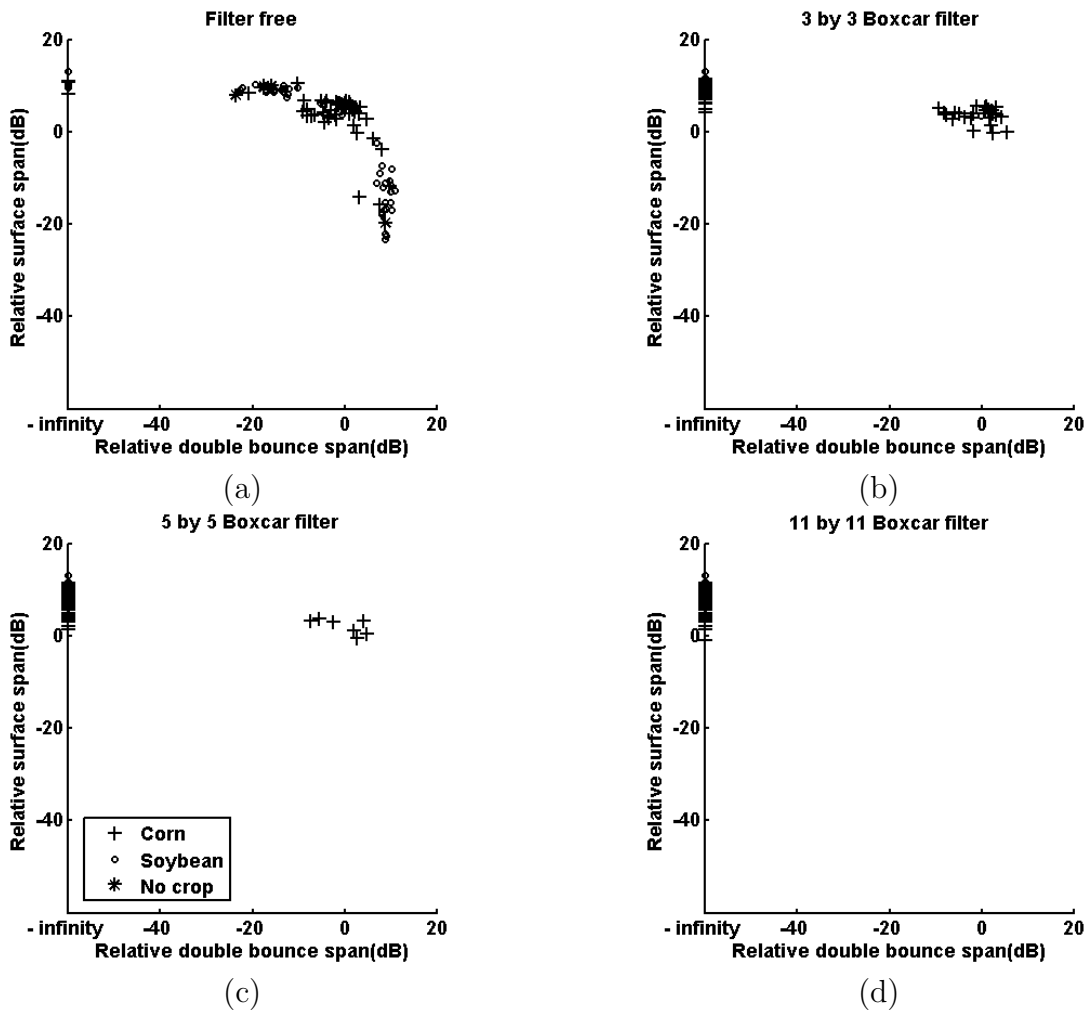 Filter free
20
0
-20
-40
- infinity
-40
-20
0
20
Relative surface span(dB)
Relative double bounce span(dB)
(a)
3 by 3 Boxcar filter
20
0
-20
-40
- infinity
-40
-20
0
20
Relative surface span(dB)
Relative double bounce span(dB)
(b)
5 by 5 Boxcar filter
20
0
-20
-40
- infinity
-40
-20
0
20
Relative surface span(dB)
Corn
Soybean
No crop
Relative double bounce span(dB)
(c)
11 by 11 Boxcar filter
20
0
-20
-40
- infinity
-40
-20
0
20
Relative surface span(dB)
Relative double bounce span(dB)
(d)